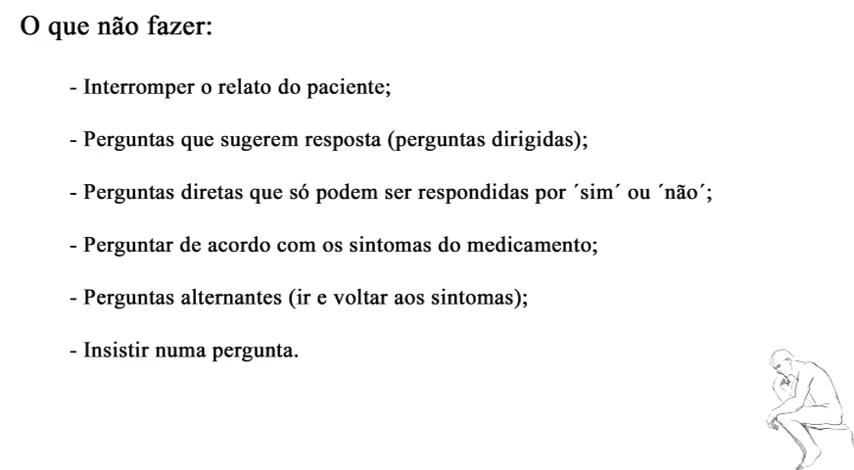 O que não fazer:
- Interromper o relato do paciente;
- Perguntas que sugerem resposta (perguntas dirigidas);
- Perguntas diretas que só podem ser respondidas por ´sim´ ou ´não´;
- Perguntar de acordo com os sintomas do medicamento;
- Perguntas alternantes (ir e voltar aos sintomas);
- Insistir numa pergunta.